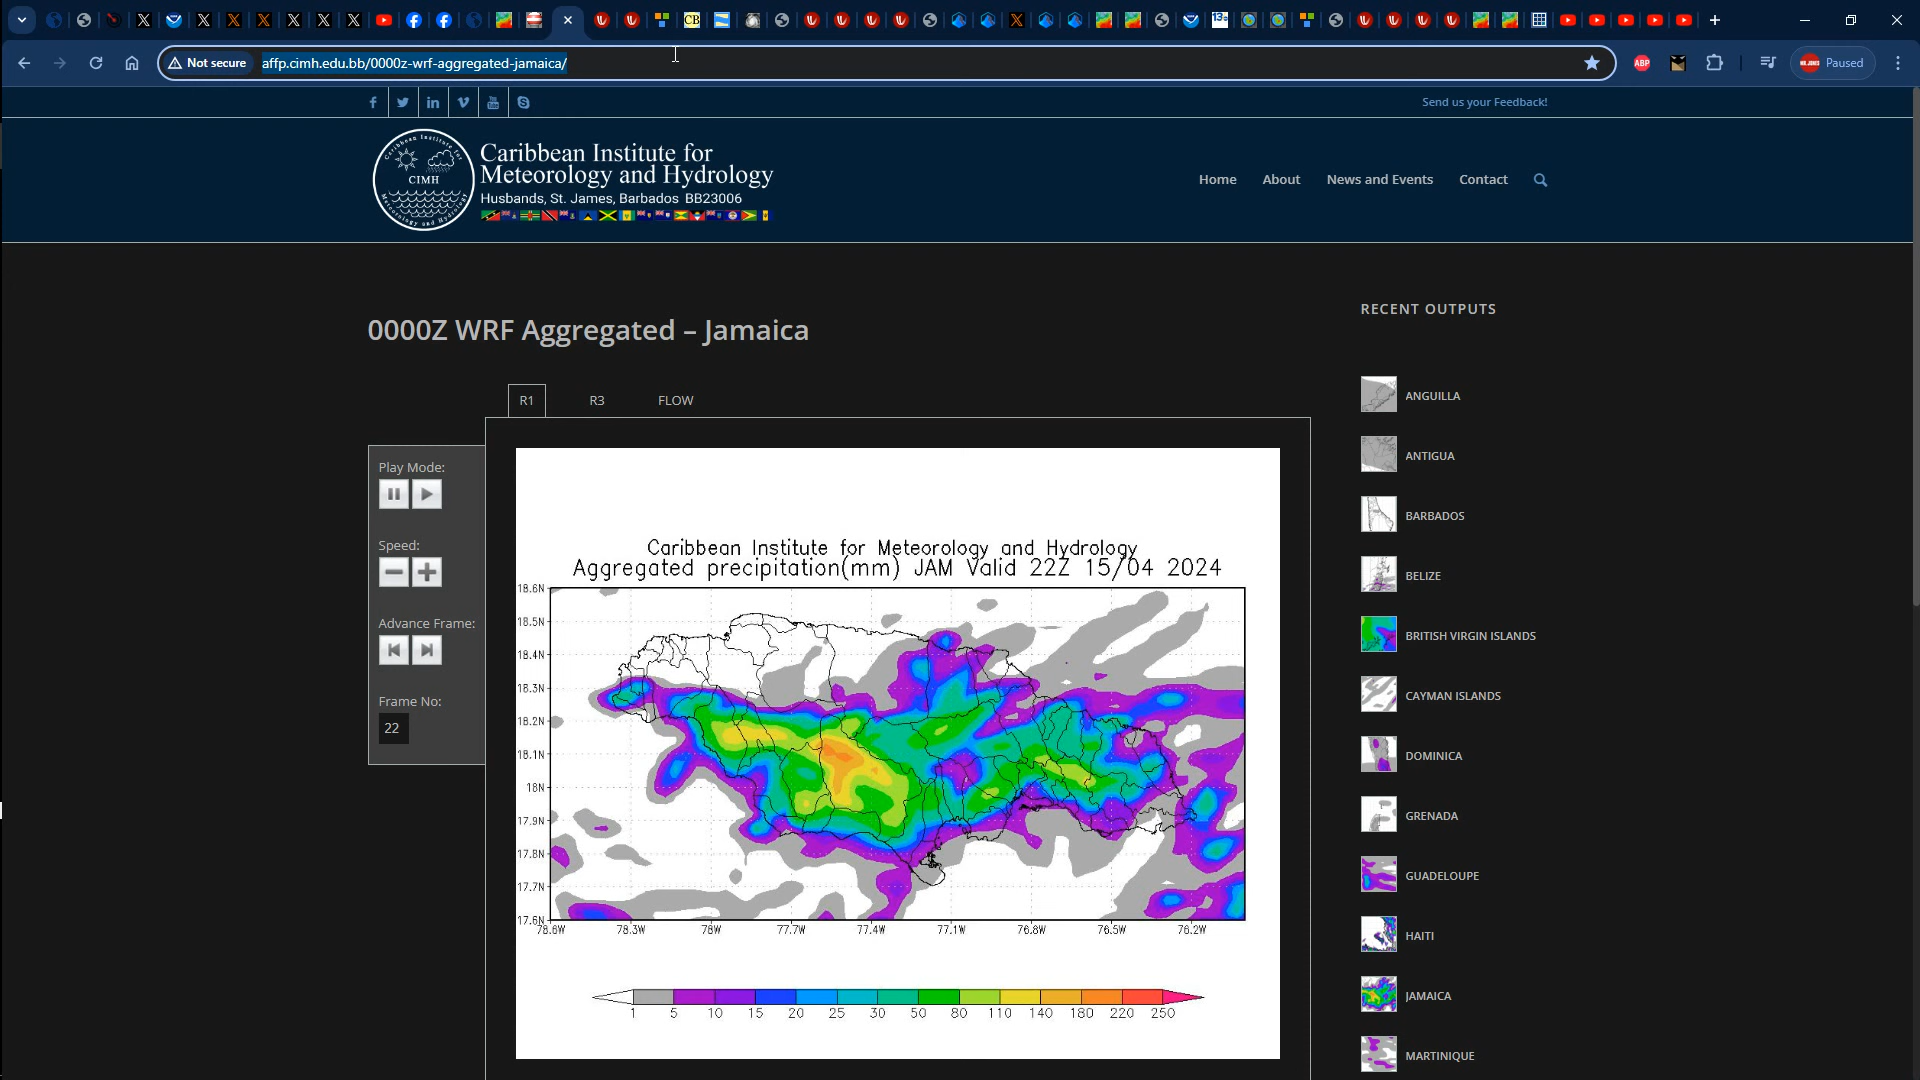 Not secure
affp.cimh.edu.bb/0000z-wrf-aggregated-jamaica/
ABP
Paused
Send us your Feedback!
CIMH
Caribbean Institute for
Meteorology and Hydrology
Husbands, St. James, Barbados BB23006
Home
About
News and Events
Contact
0000Z WRF Aggregated – Jamaica
R1
R3
FLOW
Play Mode:
Speed:
Advance Frame:
Frame No:
22
Caribbean Institute for Meteorology and Hydrology
Aggregated precipitation(mm) JAM Valid 22Z 15/04 2024
18.6N
18.5N
18.4N
18.3N
18.2N
18.1N
18N
17.9N
17.8N
17.7N
17.6N
78.6W 78.3W 78W 77.7W 77.4W 77.1W 76.8W 76.5W 76.2W
1 5 10 15 20 25 30 50 80 110 140 180 220 250
RECENT OUTPUTS
ANGUILLA
ANTIGUA
BARBADOS
BELIZE
BRITISH VIRGIN ISLANDS
CAYMAN ISLANDS
DOMINICA
GRENADA
GUADELOUPE
HAITI
JAMAICA
MARTINIQUE